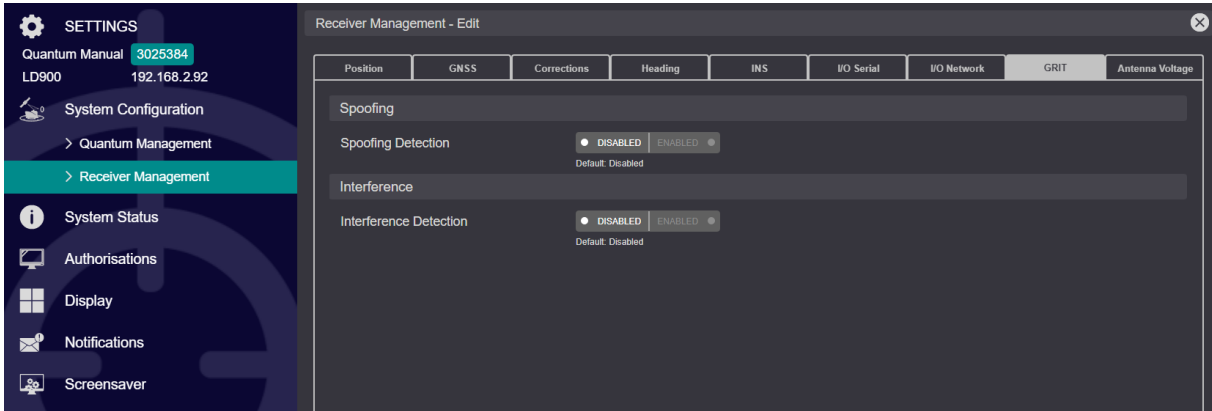 SETTINGS
Quantum Manual 3025384
LD900 192.168.2.92
System Configuration
> Quantum Management
> Receiver Management
System Status
Authorisations
Display
Notifications
Screensaver
Receiver Management - Edit
Position GNSS Corrections Heading INS I/O Serial I/O Network GRIT Antenna Voltage
Spoofing
Spoofing Detection DISABLED ENABLED
Default: Disabled
Interference
Interference Detection DISABLED ENABLED
Default: Disabled